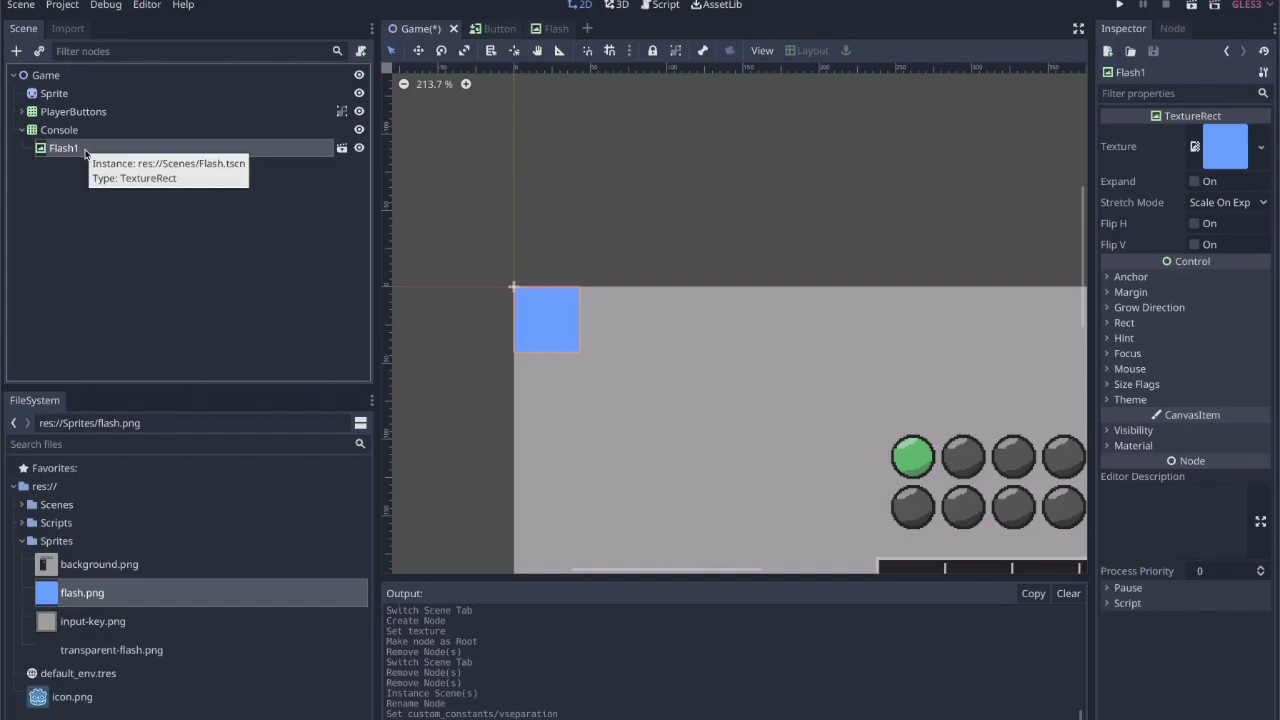 Scene Project Debug Editor Help
2D 3D Script AssetLib
GLES3
Scene Import
Game(*) Button Flash
Inspector Node
Filter nodes
View Layout
Flash1
Filter properties
213.7 %
Game
Sprite
PlayerButtons
Console
Flash1
Instance: res://Scenes/Flash.tscn
Type: TextureRect
TextureRect
Texture
Expand On
Stretch Mode Scale On Exp
Flip H On
Flip V On
Control
Anchor
Margin
Grow Direction
Rect
Hint
Focus
Mouse
Size Flags
Theme
CanvasItem
Visibility
Material
Node
Editor Description
Process Priority 0
Pause
Script
FileSystem
res://Sprites/flash.png
Search files
Favorites:
res://
Scenes
Scripts
Sprites
background.png
flash.png
input-key.png
transparent-flash.png
default_env.tres
icon.png
Output: Copy Clear
Switch Scene Tab
Create Node
Set texture
Make node as Root
Remove Node(s)
Switch Scene Tab
Remove Node(s)
Remove Node(s)
Instance Scene(s)
Rename Node
Set custom_constants/vseparation